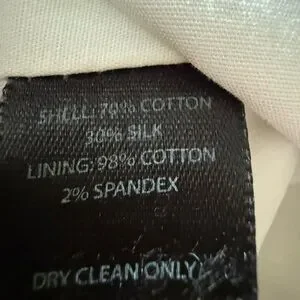 SHELL: 70% COTTON
30% SILK
LINING: 98% COTTON
2% SPANDEX
DRY CLEAN ONLY